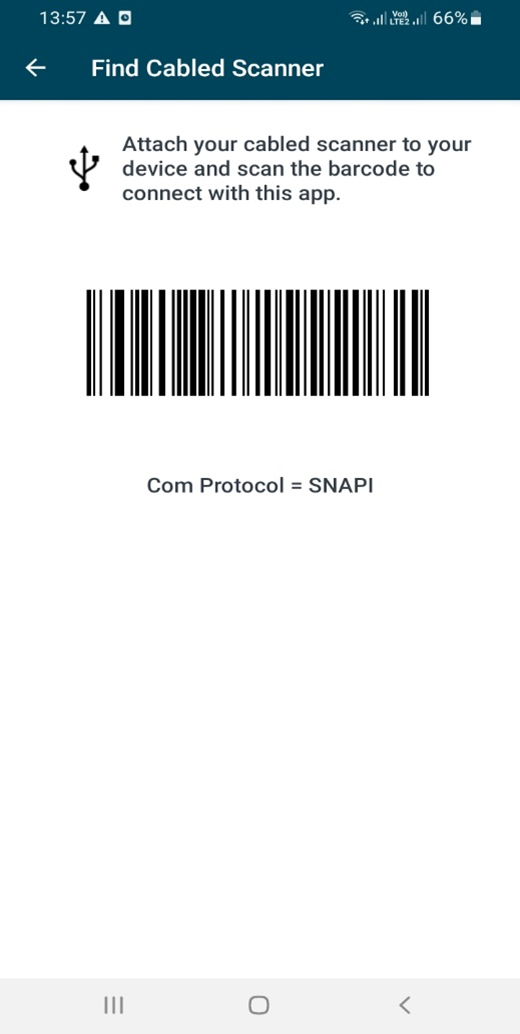 13:57 66%
Find Cabled Scanner
Attach your cabled scanner to your
device and scan the barcode to
connect with this app.
Com Protocol = SNAPI